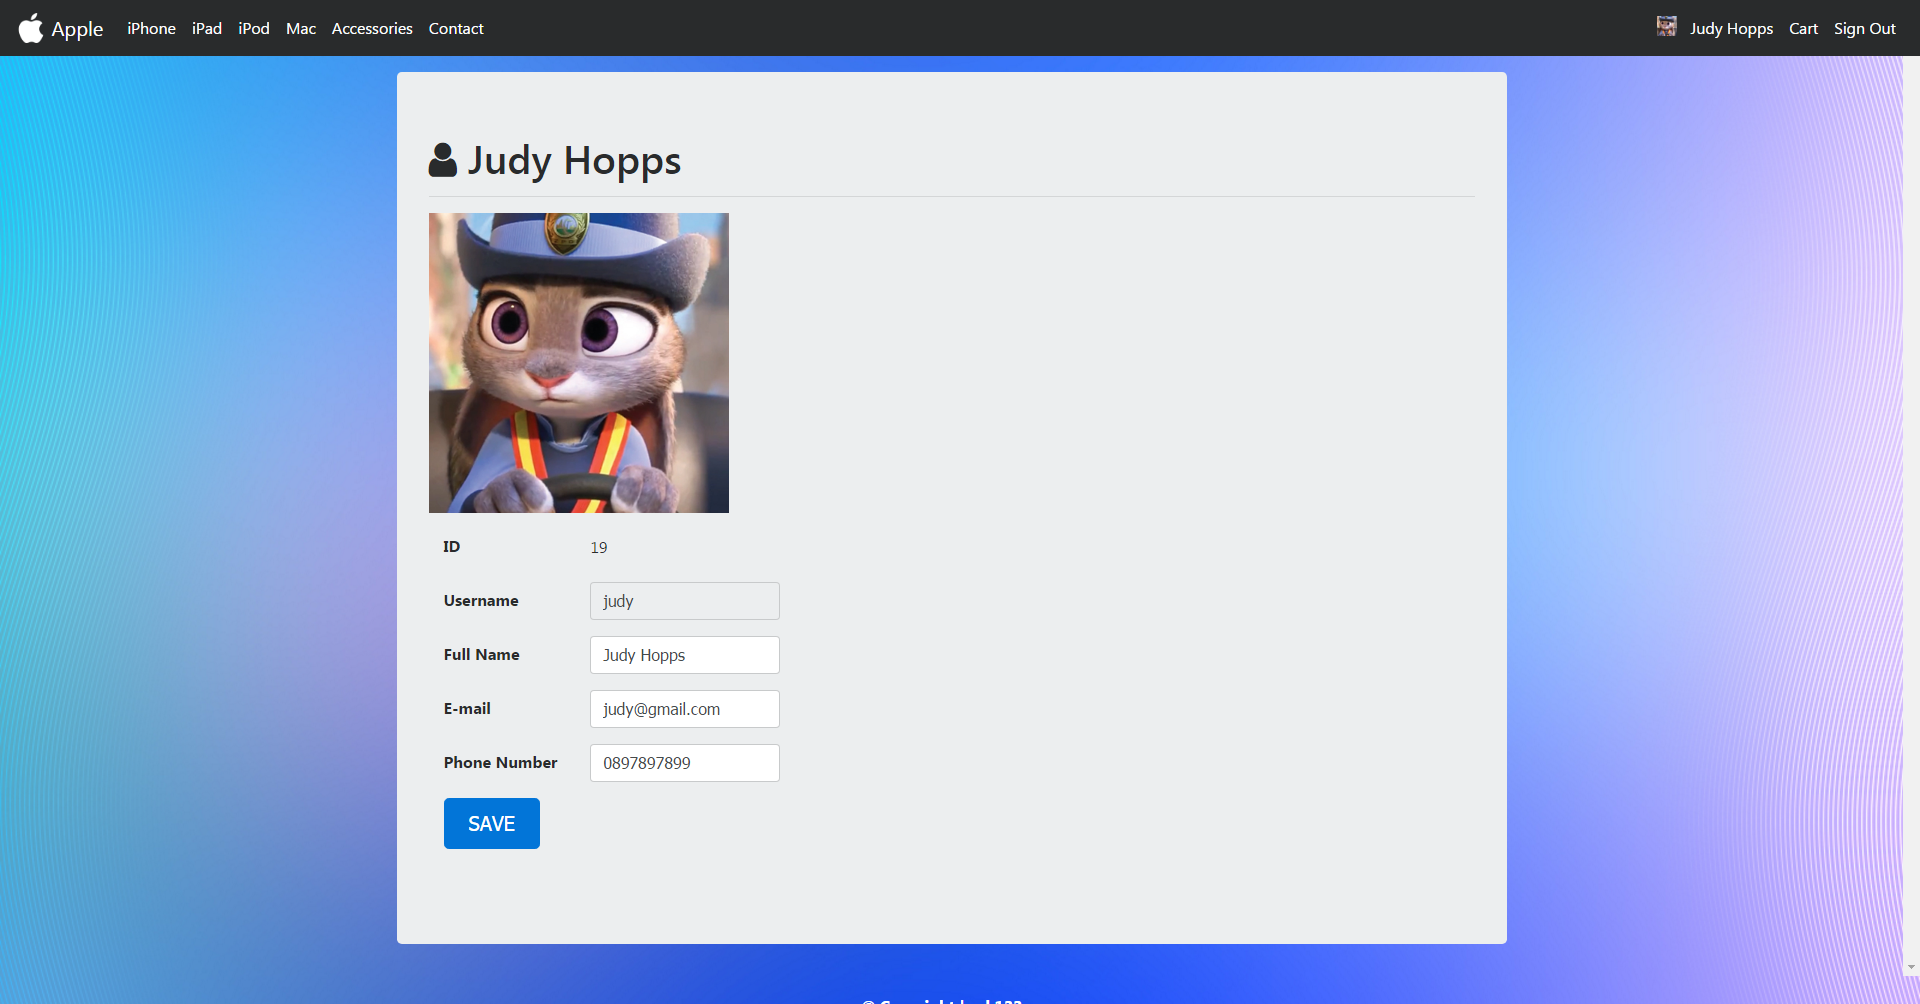 Apple iPhone iPad iPod Mac Accessories Contact Judy Hopps Cart Sign Out
Judy Hopps
ID 19
Username judy
Full Name Judy Hopps
E-mail judy@gmail.com
Phone Number 0897897899
SAVE